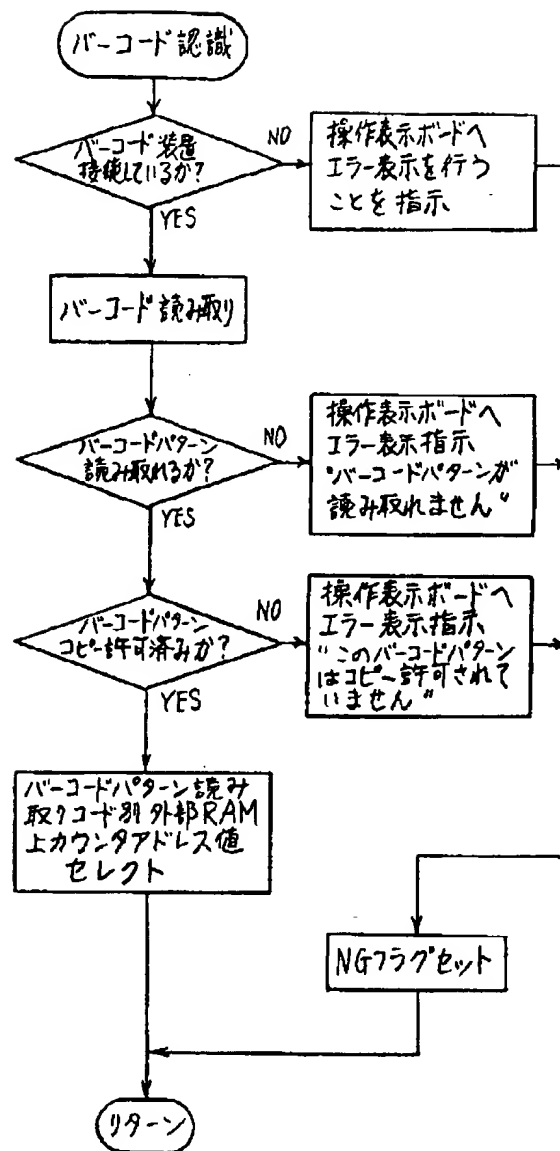 バーコード認識
バーコード装置
接続しているか?
NO
YES
操作表示ボードへ
エラー表示を行う
ことを指示
バーコード読み取り
バーコードパターン
読み取れるか?
NO
YES
操作表示ボードへ
エラー表示指示
"バーコードパターンが
読み取れません"
バーコードパターン
コピー許可済みか?
NO
YES
操作表示ボードへ
エラー表示指示
"このバーコードパターン
はコピー許可されて
いません"
バーコードパターン読み
取りコード別外部RAM
上カウンタアドレス値
セレクト
NGフラグセット
リターン